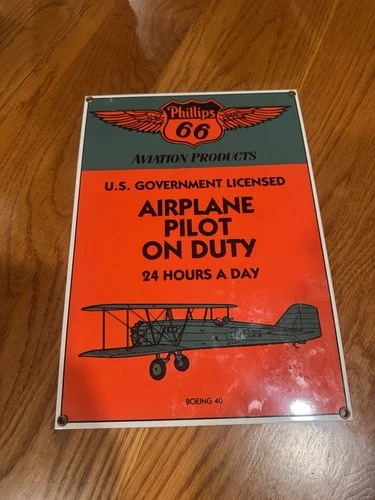 Phillips
66
AVIATION PRODUCTS
U.S. GOVERNMENT LICENSED
AIRPLANE
PILOT
ON DUTY
24 HOURS A DAY
BOEING 40